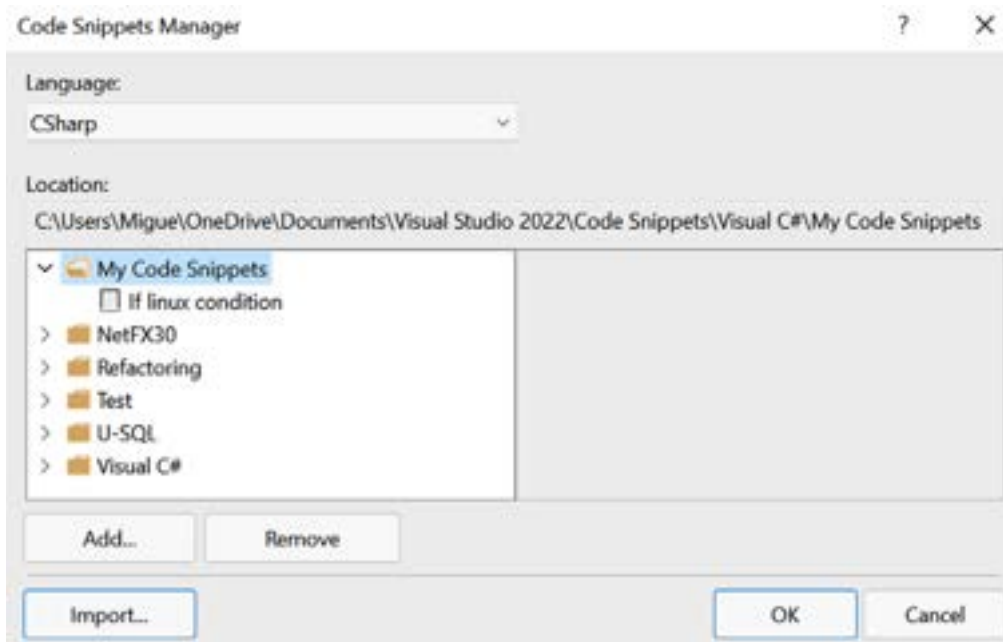 Code Snippets Manager ? ✕
Language:
CSharp
Location:
C:\Users\Migue\OneDrive\Documents\Visual Studio 2022\Code Snippets\Visual C#\My Code Snippets
My Code Snippets
If linux condition
NetFX30
Refactoring
Test
U-SQL
Visual C#
Add... Remove
Import... OK Cancel